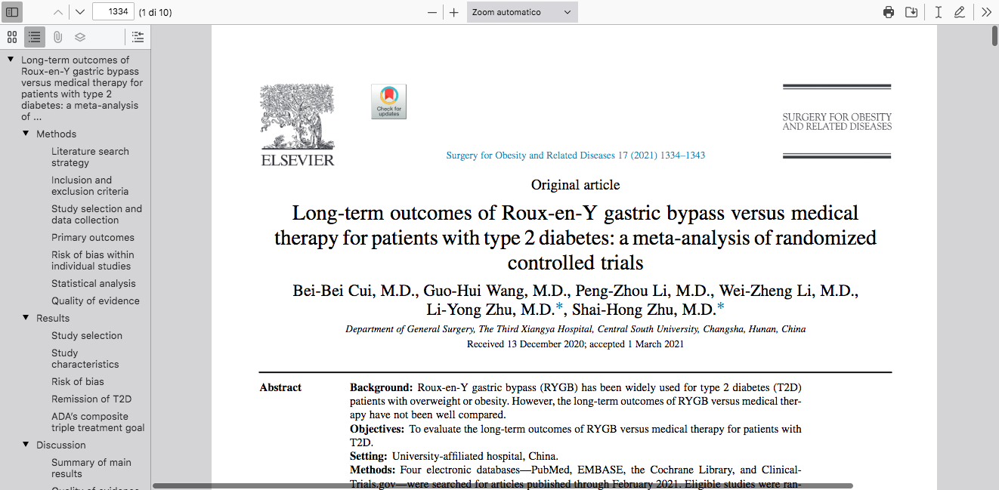 1334
(1 di 10)
Zoom automatico
Long-term outcomes of
Roux-en-Y gastric bypass
versus medical therapy for
patients with type 2
diabetes: a meta-analysis
of ...
Methods
Literature search
strategy
Inclusion and
exclusion criteria
Study selection and
data collection
Primary outcomes
Risk of bias within
individual studies
Statistical analysis
Quality of evidence
Results
Study selection
Study
characteristics
Risk of bias
Remission of T2D
ADA's composite
triple treatment goal
Discussion
Summary of main
results
Quality of evidence
ELSEVIER
Check for
updates
SURGERY FOR OBESITY
AND RELATED DISEASES
Surgery for Obesity and Related Diseases 17 (2021) 1334–1343
Original article
Long-term outcomes of Roux-en-Y gastric bypass versus medical
therapy for patients with type 2 diabetes: a meta-analysis of randomized
controlled trials
Bei-Bei Cui, M.D., Guo-Hui Wang, M.D., Peng-Zhou Li, M.D., Wei-Zheng Li, M.D.,
Li-Yong Zhu, M.D.*, Shai-Hong Zhu, M.D.*
Department of General Surgery, The Third Xiangya Hospital, Central South University, Changsha, Hunan, China
Received 13 December 2020; accepted 1 March 2021
Abstract
Background: Roux-en-Y gastric bypass (RYGB) has been widely used for type 2 diabetes (T2D)
patients with overweight or obesity. However, the long-term outcomes of RYGB versus medical ther-
apy have not been well compared.
Objectives: To evaluate the long-term outcomes of RYGB versus medical therapy for patients with
T2D.
Setting: University-affiliated hospital, China.
Methods: Four electronic databases—PubMed, EMBASE, the Cochrane Library, and Clinical-
Trials.gov—were searched for articles published through February 2021. Eligible studies were ran-